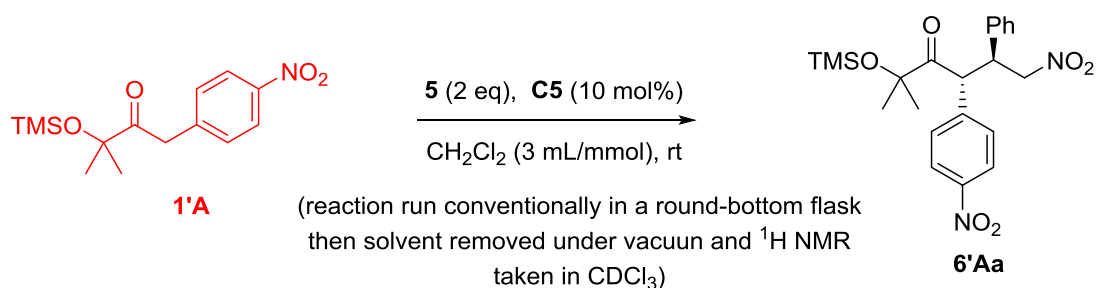 TMSO
O
NO2
1'A
5 (2 eq), C5 (10 mol%)
CH2Cl2 (3 mL/mmol), rt
(reaction run conventionally in a round-bottom flask
then solvent removed under vacuun and 1H NMR
taken in CDCl3)
O
Ph
TMSO
NO2
NO2
6'Aa